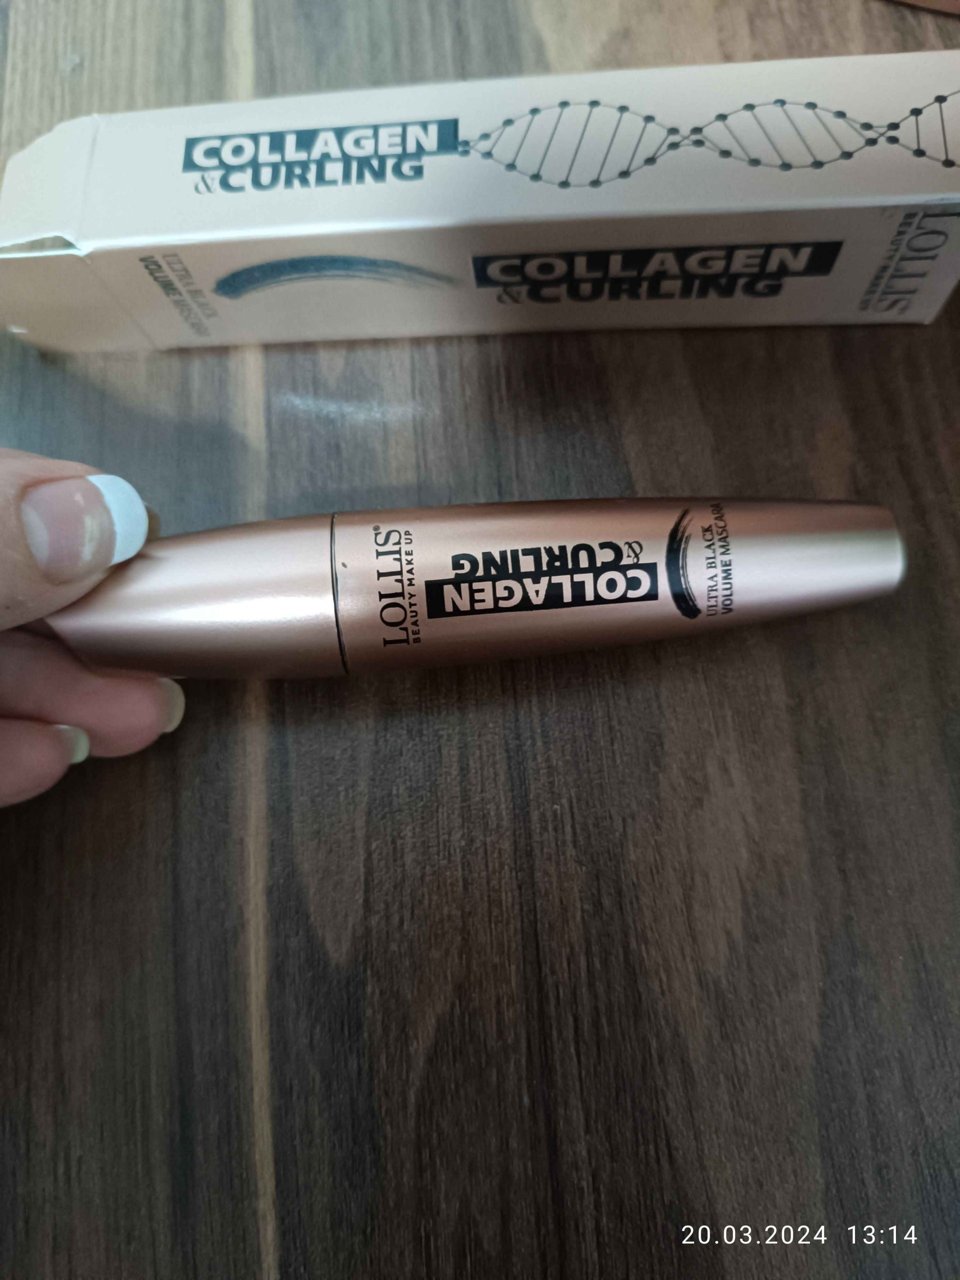 COLLAGEN
& CURLING
COLLAGEN
& CURLING
ULTRA BLACK
VOLUME MASCARA
LOLLIS
LOLLIS®
BEAUTY MAKE UP
COLLAGEN
& CURLING
ULTRA BLACK
VOLUME MASCARA
20.03.2024 13:14